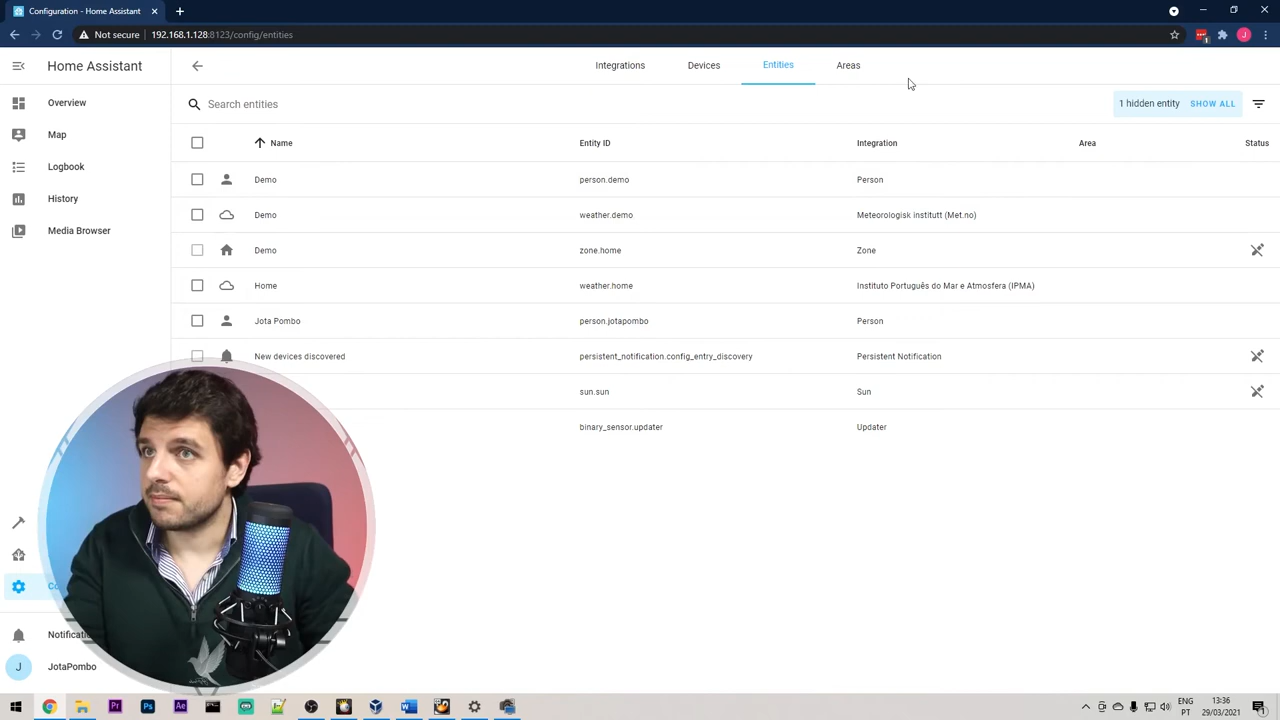 Configuration - Home Assistant
Not secure 192.168.1.128:8123/config/entities
Home Assistant
Integrations Devices Entities Areas
Overview
Map
Logbook
History
Media Browser
Search entities
1 hidden entity SHOW ALL
Name Entity ID Integration Area Status
Demo person.demo Person
Demo weather.demo Meteorologisk institutt (Met.no)
Demo zone.home Zone
Home weather.home Instituto Português do Mar e Atmosfera (IPMA)
Jota Pombo person.jotapombo Person
New devices discovered persistent_notification.config_entry_discovery Persistent Notification
sun.sun Sun
binary_sensor.updater Updater
J JotaPombo
ENG 13:36
PT 29/03/2021